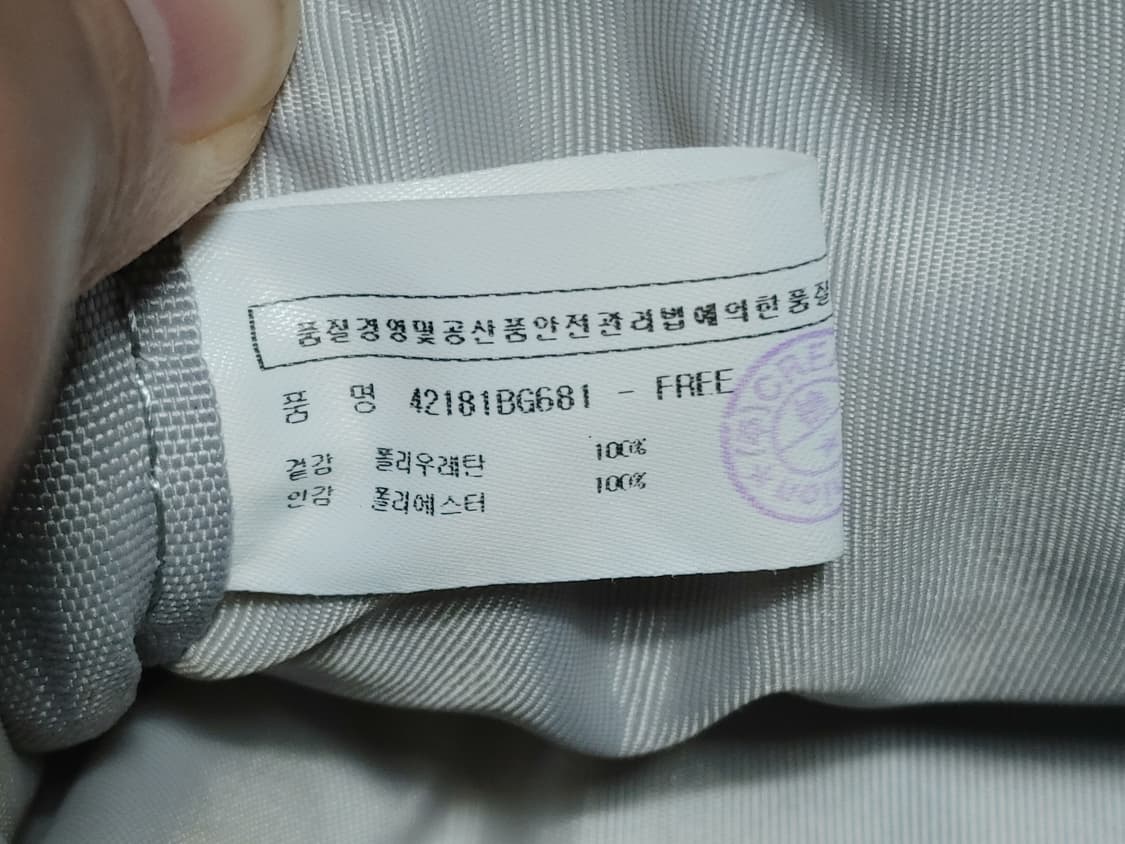 품질경영및공산품안전관리법에의한품질
품 명 42181BG681 - FREE
겉감 폴리우레탄 100%
안감 폴리에스터 100%
(주)GRE